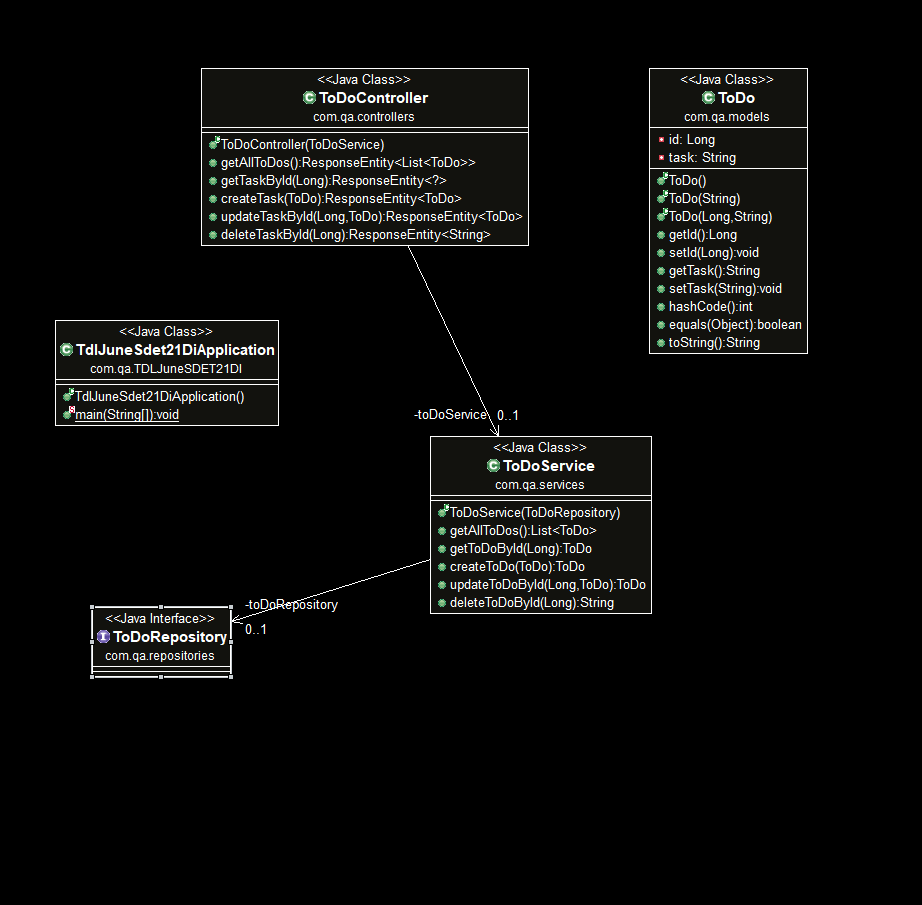 <<Java Class>>
ToDoController
com.qa.controllers
ToDoController(ToDoService)
getAllToDos():ResponseEntity<List<ToDo>>
getTaskById(Long):ResponseEntity<?>
createTask(ToDo):ResponseEntity<ToDo>
updateTaskById(Long,ToDo):ResponseEntity<ToDo>
deleteTaskById(Long):ResponseEntity<String>
<<Java Class>>
ToDo
com.qa.models
id: Long
task: String
ToDo()
ToDo(String)
ToDo(Long,String)
getId():Long
setId(Long):void
getTask():String
setTask(String):void
hashCode():int
equals(Object):boolean
toString():String
<<Java Class>>
TdlJuneSdet21DiApplication
com.qa.TDLJuneSDET21DI
TdlJuneSdet21DiApplication()
main(String[]):void
-toDoService 0..1
<<Java Class>>
ToDoService
com.qa.services
ToDoService(ToDoRepository)
getAllToDos():List<ToDo>
getToDoById(Long):ToDo
createToDo(ToDo):ToDo
updateToDoById(Long,ToDo):ToDo
deleteToDoById(Long):String
-toDoRepository
0..1
<<Java Interface>>
ToDoRepository
com.qa.repositories